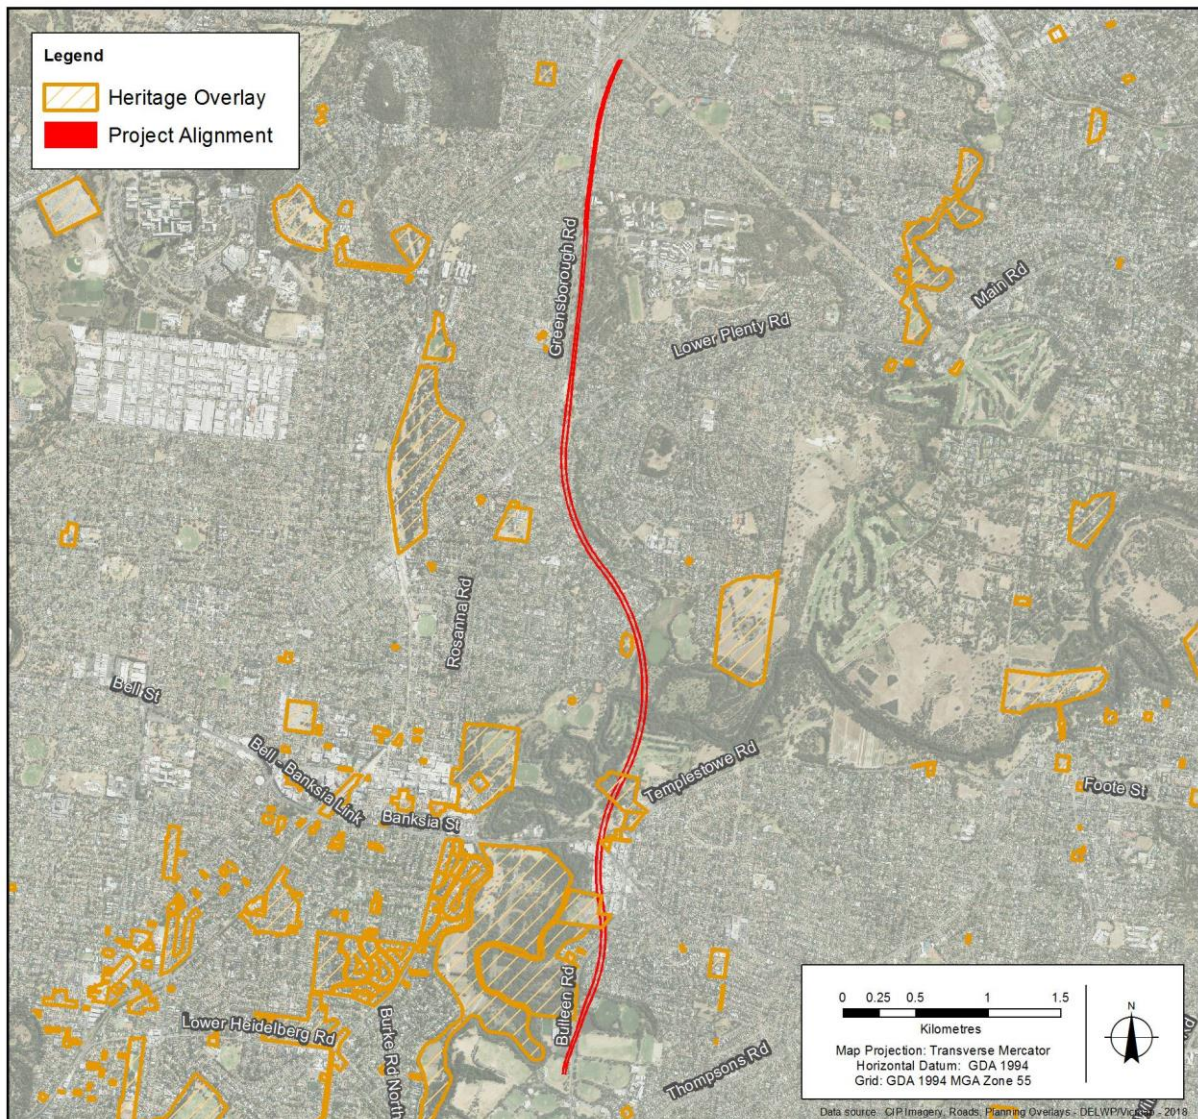 Legend
Heritage Overlay
Project Alignment
Greensborough Rd
Main Rd
Lower Plenty Rd
Rosanna Rd
Bell St
Bell - Banksia Link
Banksia St
Templestowe Rd
Foote St
Bulleen Rd
Lower Heidelberg Rd
Burke Rd North
Thompsons Rd
0 0.25 0.5 1 1.5
Kilometres
N
Map Projection: Transverse Mercator
Horizontal Datum: GDA 1994
Grid: GDA 1994 MGA Zone 55
Rd
Data source: CIP Imagery, Roads, Planning Overlays - DELWP/Vicmap - 2018